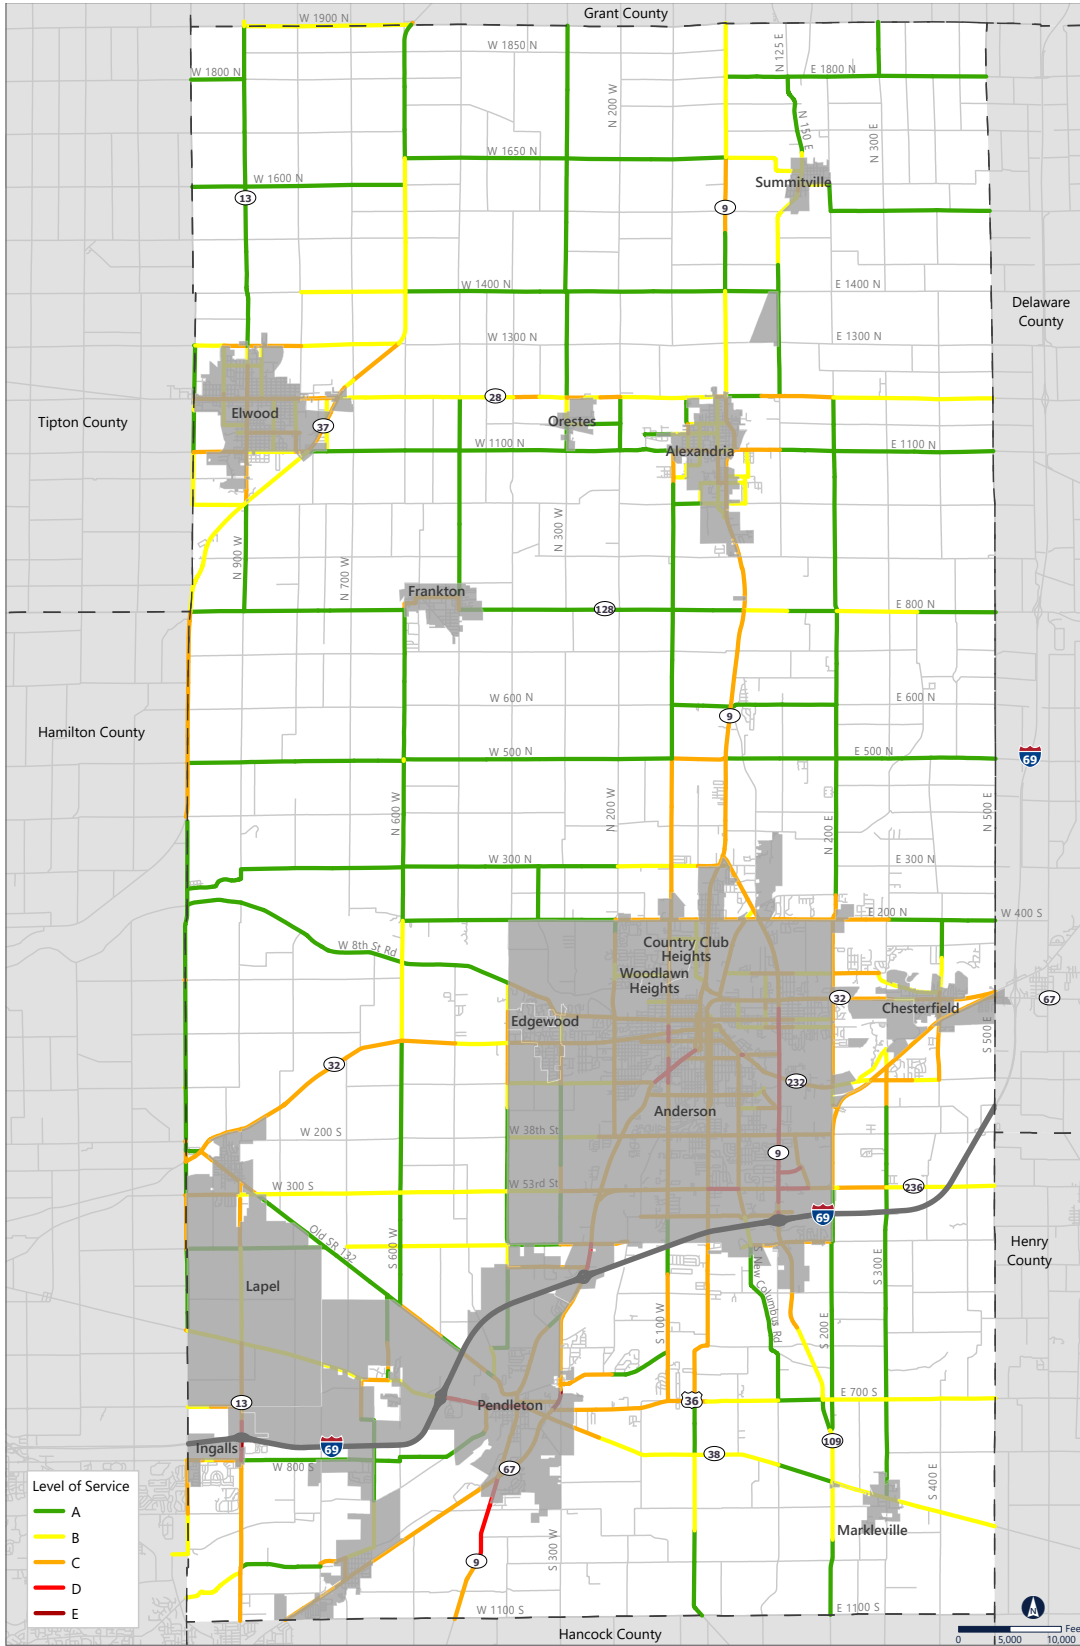 Grant County
W 1900 N
W 1850 N
N 125 E
W 1800 N
E 1800 N
N 200 W
N 150 E
N 300 E
W 1650 N
W 1600 N
Summitville
13
9
W 1400 N
E 1400 N
Delaware
County
W 1300 N
E 1300 N
28
Elwood
Orestes
Tipton County
37
W 1100 N
Alexandria
E 1100 N
N 300 W
N 900 W
N 700 W
Frankton
128
E 800 N
W 600 N
E 600 N
9
Hamilton County
W 500 N
E 500 N
69
N 600 W
N 200 W
N 200 E
N 500 E
W 300 N
E 300 N
E 200 N
W 400 S
W 8th St Rd
Country Club
Heights
Woodlawn
Heights
32
67
Chesterfield
Edgewood
S 500 E
32
232
Anderson
W 200 S
W 38th St
9
W 300 S
W 53rd St
236
69
Old SR 132
S 600 W
S New Columbus Rd
S 300 E
Henry
County
Lapel
S 100 W
S 200 E
13
36
E 700 S
Pendleton
Ingalls
69
109
38
W 800 S
67
S 400 E
Markleville
S 300 W
9
W 1100 S
E 1100 S
Level of Service
A
B
C
D
E
N
Fee
0 5,000 10,000
Hancock County